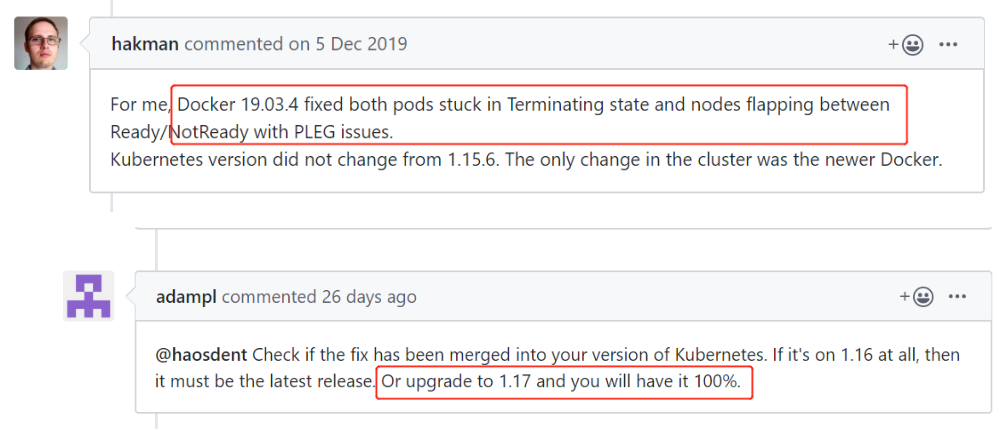 hakman commented on 5 Dec 2019
For me, Docker 19.03.4 fixed both pods stuck in Terminating state and nodes flapping between
Ready/NotReady with PLEG issues.
Kubernetes version did not change from 1.15.6. The only change in the cluster was the newer Docker.
adampl commented 26 days ago
@haosdent Check if the fix has been merged into your version of Kubernetes. If it's on 1.16 at all, then
it must be the latest release. Or upgrade to 1.17 and you will have it 100%.